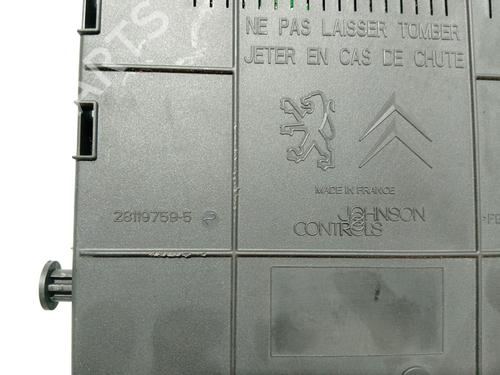 NE PAS LAISSER TOMBER
JETER EN CAS DE CHUTE
MADE IN FRANCE
28119759-5
JOHNSON
CONTROLS